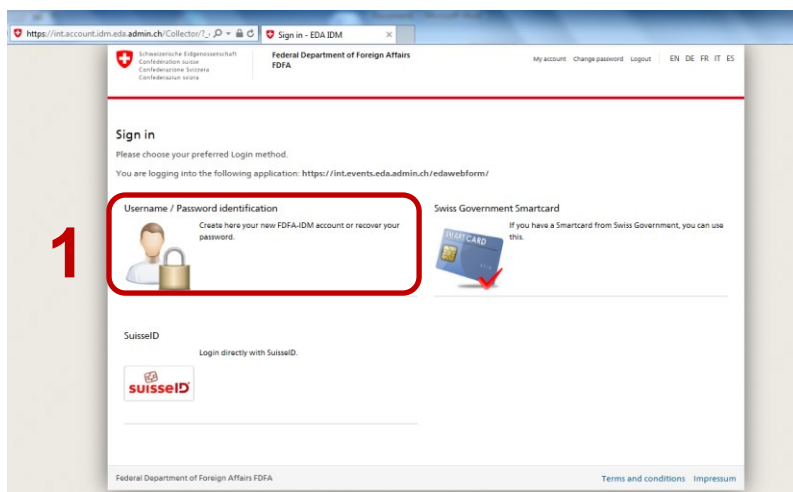 https://int.account.idm.eda.admin.ch/Collector/?_
Sign in - EDA IDM
Schweizerische Eidgenossenschaft
Confédération suisse
Confederazione Svizzera
Confederaziun svizra
Federal Department of Foreign Affairs
FDFA
My account Change password Logout EN DE FR IT ES
Sign in
Please choose your preferred Login method.
You are logging into the following application: https://int.events.eda.admin.ch/edawebform/
1
Username / Password identification
Create here your new FDFA-IDM account or recover your
password.
Swiss Government Smartcard
If you have a Smartcard from Swiss Government, you can use
this.
SMARTCARD
SuisseID
Login directly with SuisseID.
suisseID
Federal Department of Foreign Affairs FDFA
Terms and conditions Impressum